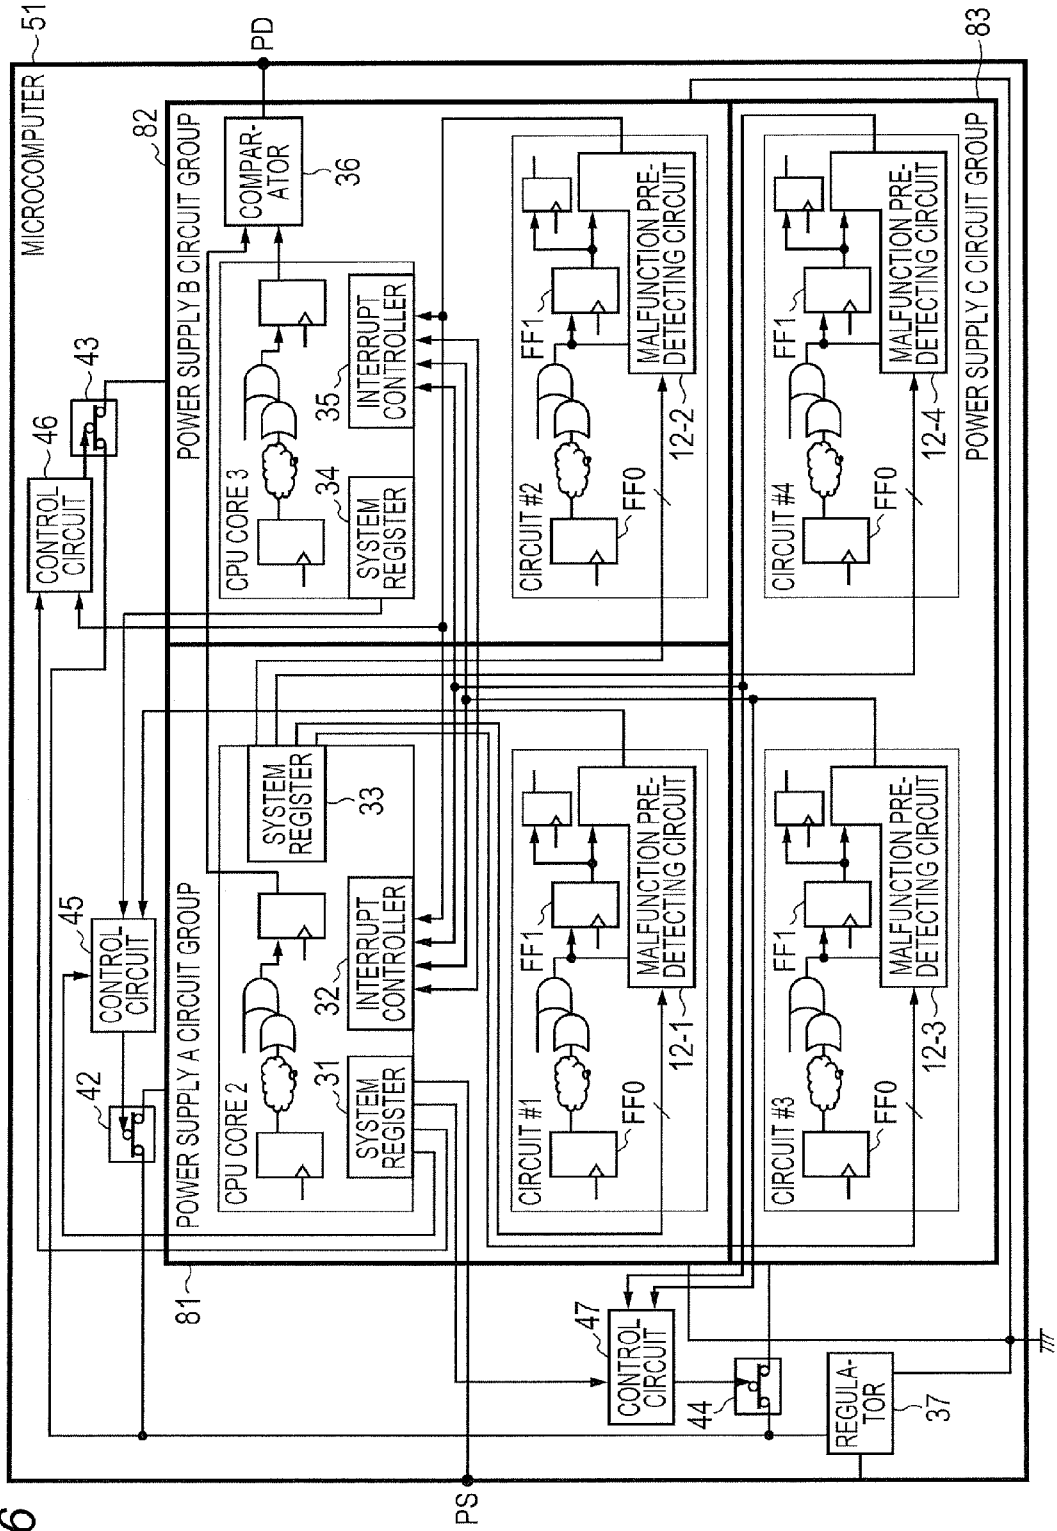 6
MICROCOMPUTER
51
PS
PD
42
45
CONTROL
CIRCUIT
46
CONTROL
CIRCUIT
43
81
POWER SUPPLY A CIRCUIT GROUP
CPU CORE 2
31
SYSTEM
REGISTER
32
INTERRUPT
CONTROLLER
SYSTEM
REGISTER
33
82
POWER SUPPLY B CIRCUIT GROUP
CPU CORE 3
34
SYSTEM
REGISTER
35
INTERRUPT
CONTROLLER
COMPAR-
ATOR
36
47
CONTROL
CIRCUIT
44
REGULA-
TOR
37
CIRCUIT #1
FF0
FF1
MALFUNCTION PRE-
DETECTING CIRCUIT
12-1
CIRCUIT #2
FF0
FF1
MALFUNCTION PRE-
DETECTING CIRCUIT
12-2
CIRCUIT #3
FF0
FF1
MALFUNCTION PRE-
DETECTING CIRCUIT
12-3
CIRCUIT #4
FF0
FF1
MALFUNCTION PRE-
DETECTING CIRCUIT
12-4
POWER SUPPLY C CIRCUIT GROUP
83